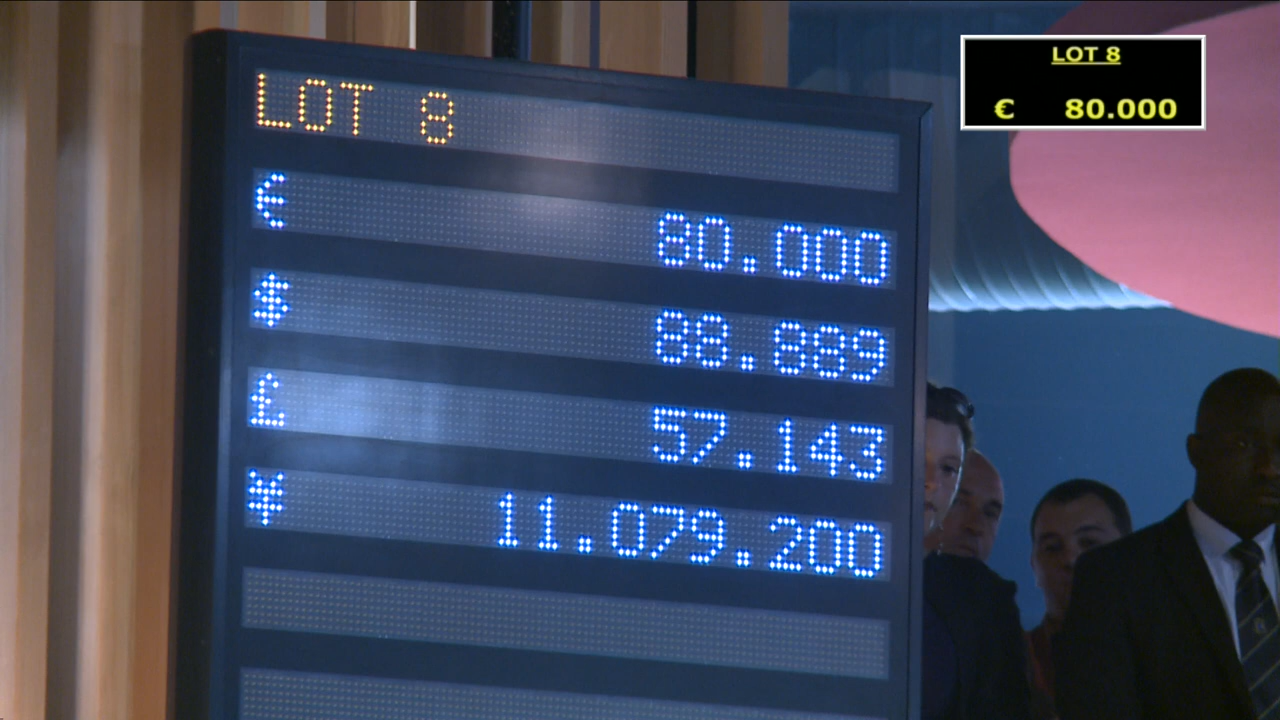 LOT 8
€ 80.000
LOT 8
€ 80.000
$ 88.889
£ 57.143
¥ 11.079.200